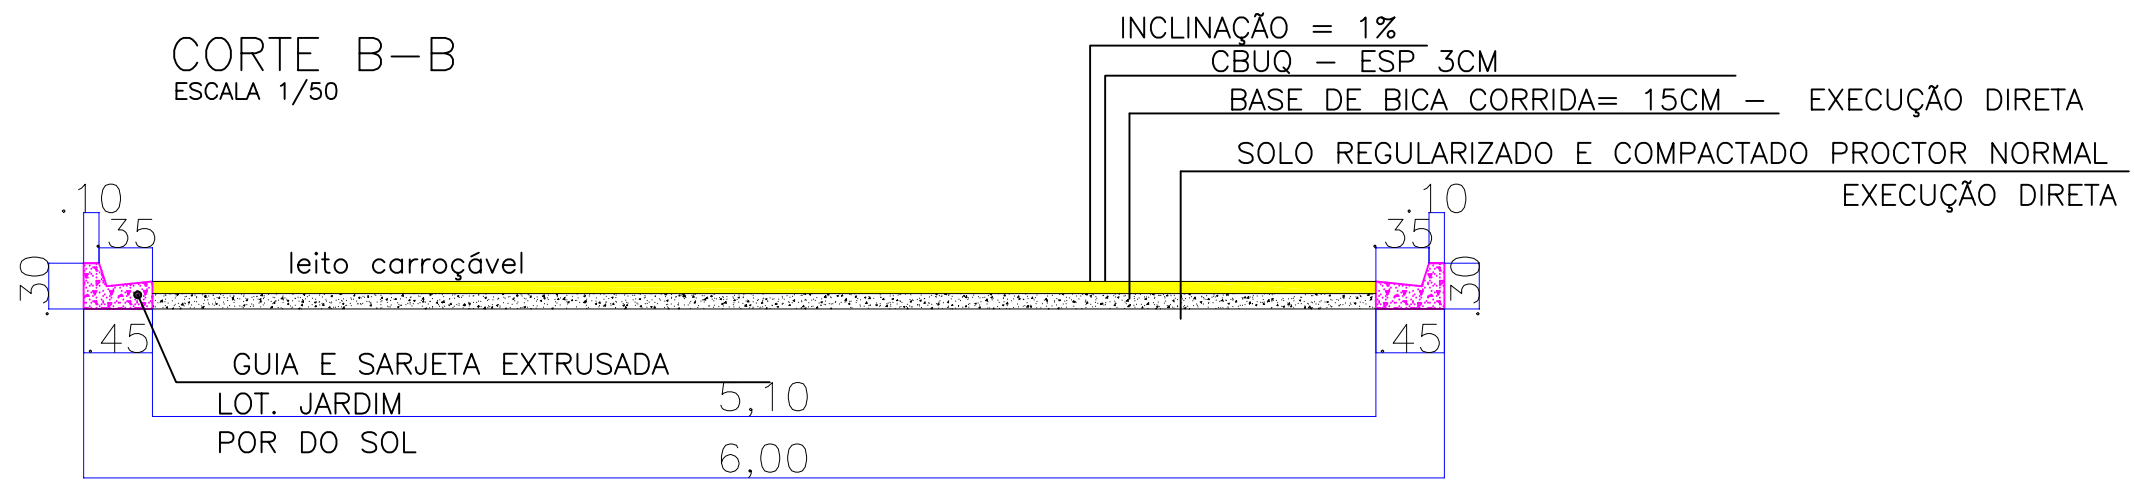 INCLINAÇÃO = 1%
CORTE B-B
ESCALA 1/50
CBUQ - ESP 3CM
BASE DE BICA CORRIDA= 15CM - EXECUÇÃO DIRETA
SOLO REGULARIZADO E COMPACTADO PROCTOR NORMAL
EXECUÇÃO DIRETA
.10
.10
.35
.35
leito carroçável
.30
.30
.45
.45
GUIA E SARJETA EXTRUSADA
LOT. JARDIM
POR DO SOL
5,10
6,00